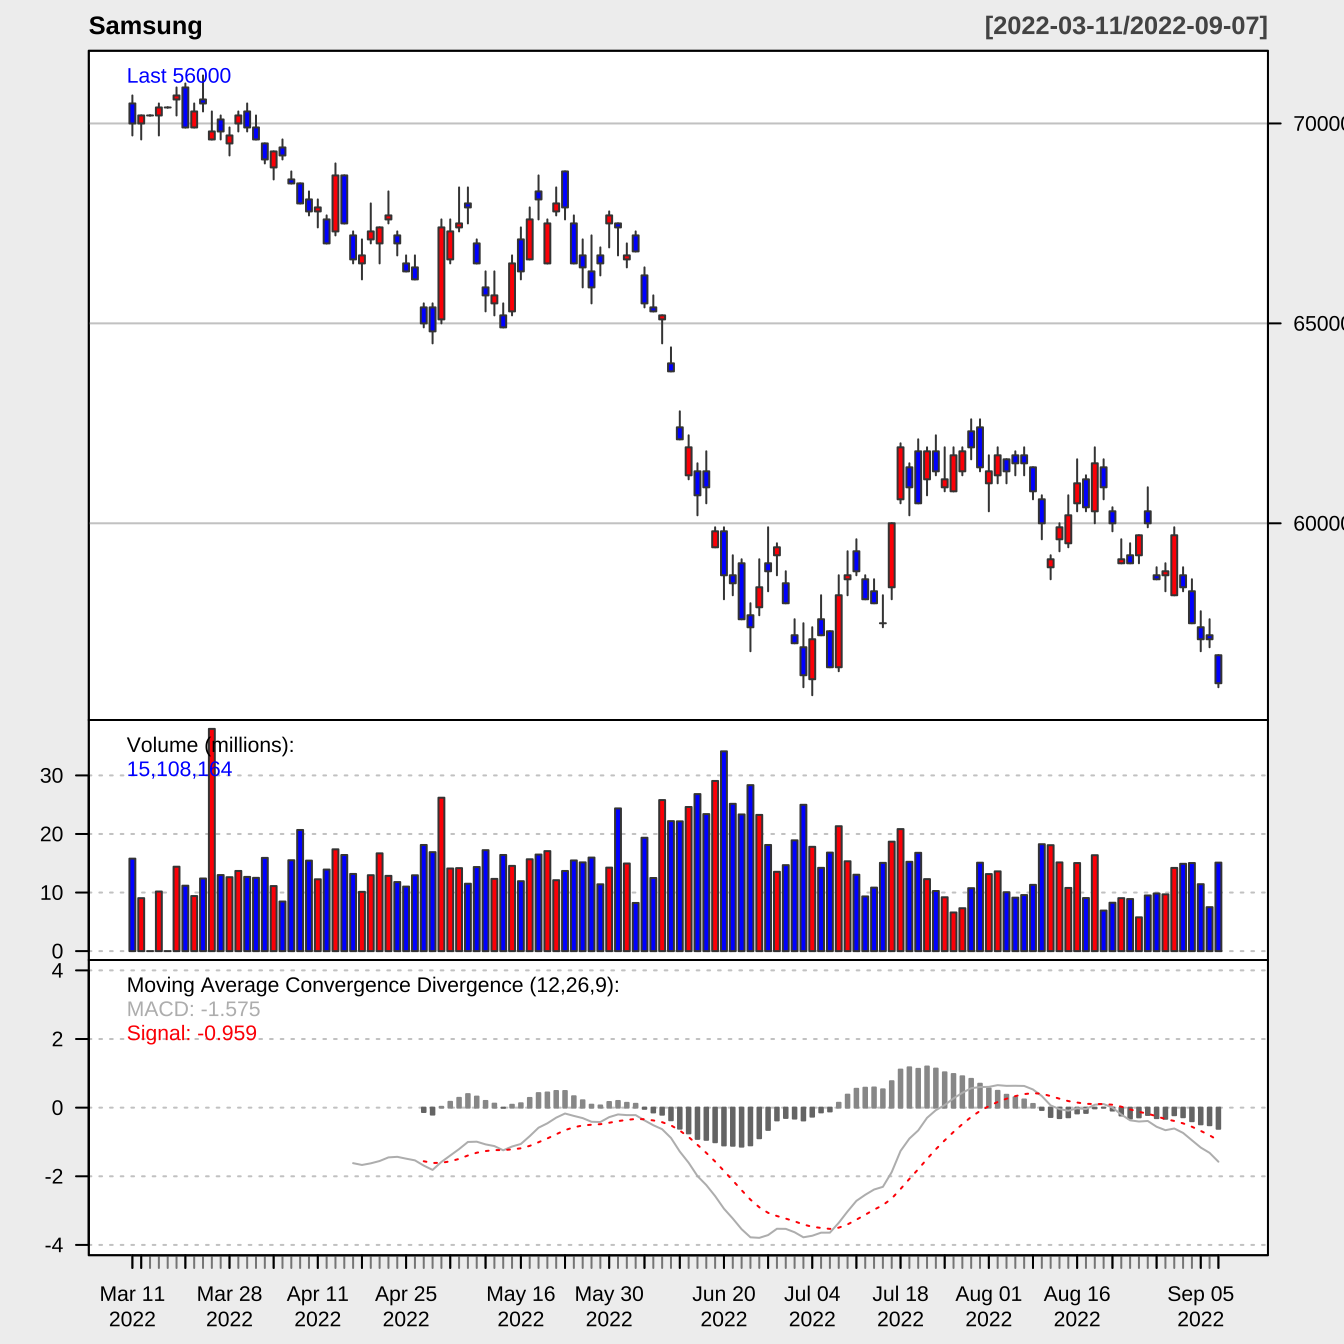 Samsung [2022-03-11/2022-09-07]
Last 56000
70000
65000
60000
Volume (millions):
15,108,164
30
20
10
0
Moving Average Convergence Divergence (12,26,9):
MACD: -1.575
Signal: -0.959
4
2
0
-2
-4
Mar 11 Mar 28 Apr 11 Apr 25 May 16 May 30 Jun 20 Jul 04 Jul 18 Aug 01 Aug 16 Sep 05
2022 2022 2022 2022 2022 2022 2022 2022 2022 2022 2022 2022